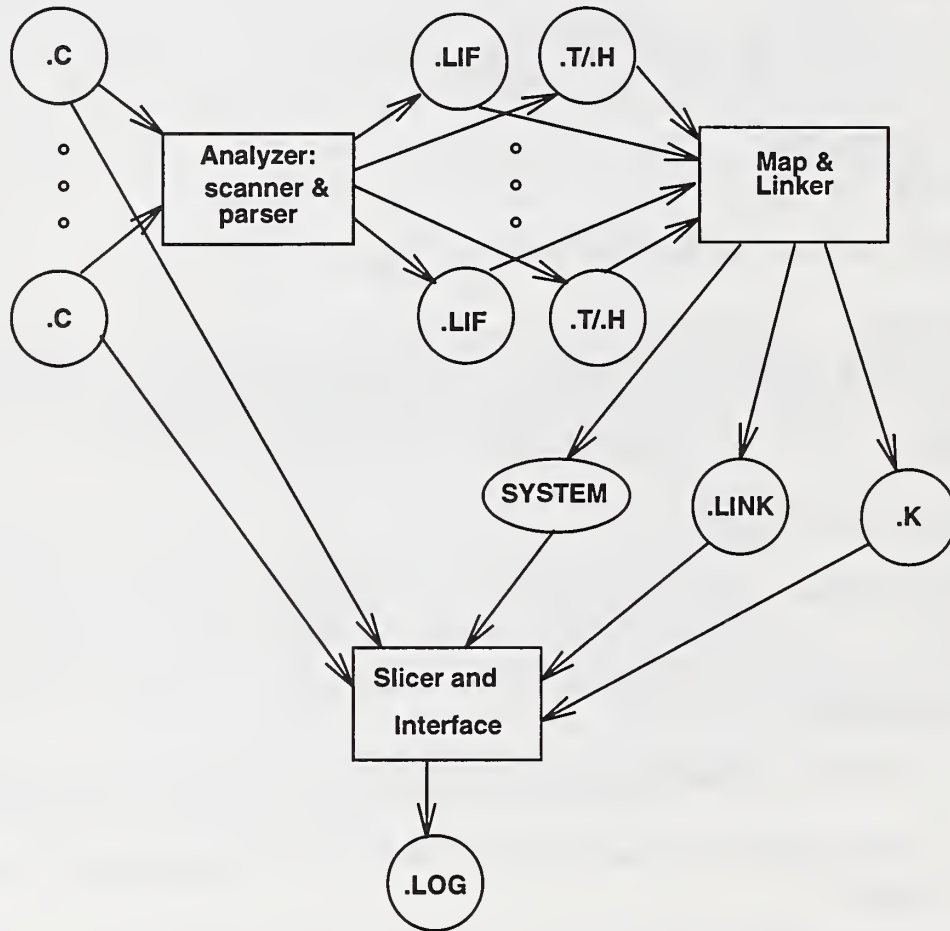 .C
.LIF
.T/.H
Analyzer:
scanner &
parser
Map &
Linker
.C
.LIF
.T/.H
SYSTEM
.LINK
.K
Slicer and
Interface
.LOG